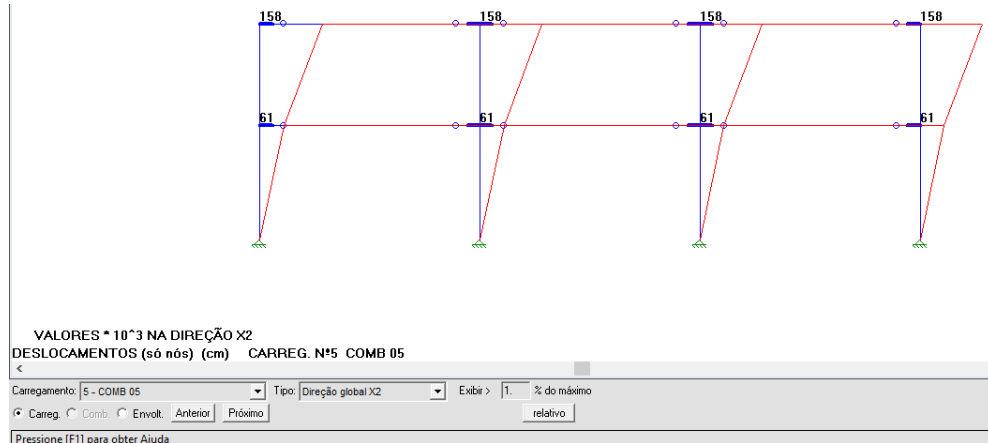 158 158 158 158
61 61 61 61
VALORES * 10^3 NA DIREÇÃO X2
DESLOCAMENTOS (só nós) (cm) CARREG. Nº5 COMB 05
Carregamento: 5 - COMB 05 Tipo: Direção global X2 Exibir > 1. % do máximo
Carreg. Comb. Envolt. Anterior Próximo relativo
Pressione [F1] para obter Ajuda